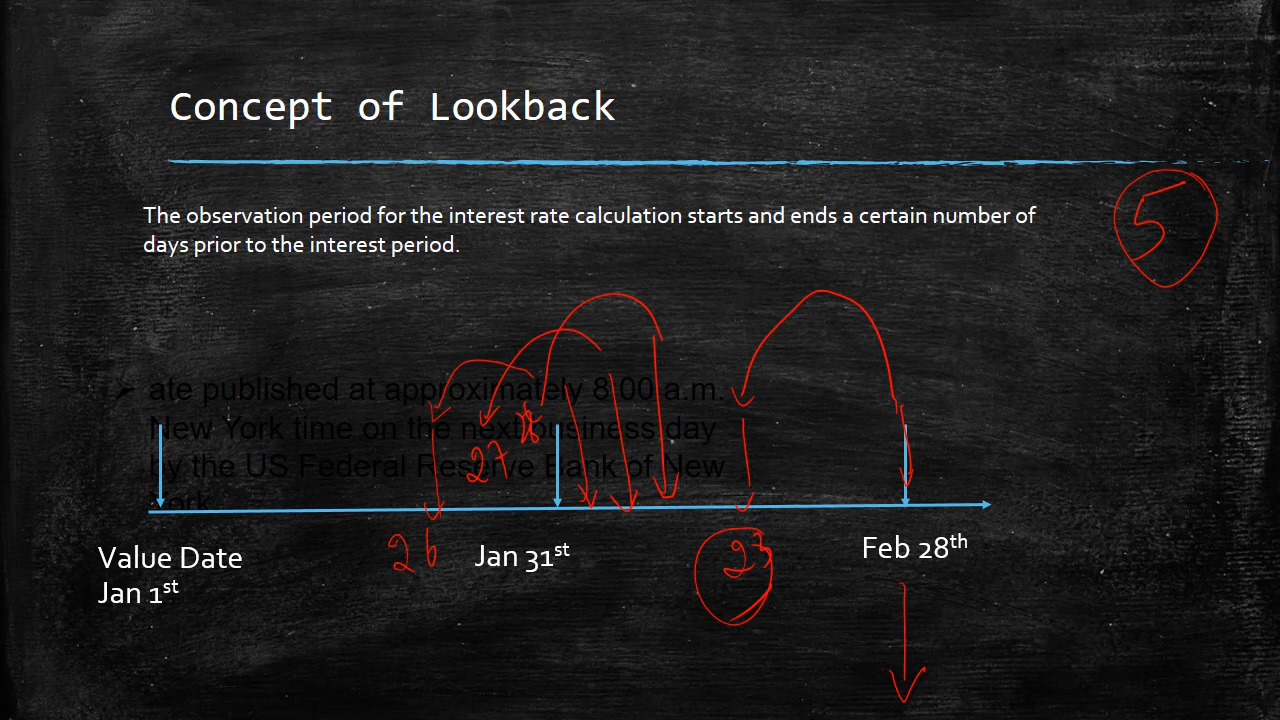 Concept of Lookback
The observation period for the interest rate calculation starts and ends a certain number of
days prior to the interest period.
5
➢ ate published at approximately 8:00 a.m.
New York time on the next business day
by the US Federal Reserve Bank of New
York
27
26
23
Value Date
Jan 1st
Jan 31st
Feb 28th